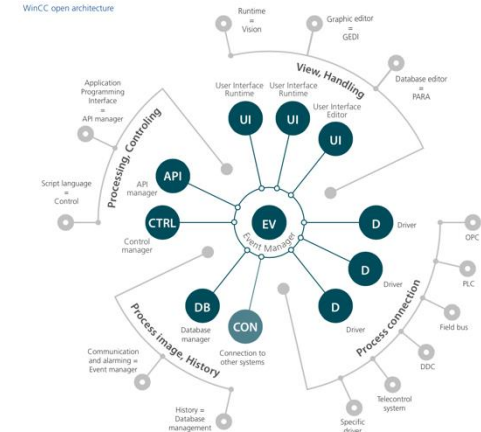 WinCC open architecture
Runtime
=
Vision
Graphic editor
=
GEDI
Database editor
=
PARA
View, Handling
User Interface
Runtime
User Interface
Runtime
User Interface
Editor
UI
UI
UI
Application
Programming
Interface
=
API manager
Script language
=
Control
Processing, Controling
API
manager
API
CTRL
Control
manager
EV
Event Manager
D
Driver
D
Driver
D
Driver
DB
Database
manager
CON
Connection to
other systems
Process image, History
Communication
and alarming =
Event manager
History =
Database
management
Process connection
OPC
PLC
Field bus
DDC
Telecontrol
system
Specific
driver